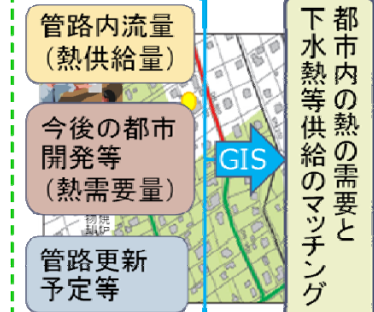 管路内流量
（熱供給量）
今後の都市
開発等
（熱需要量）
管路更新
予定等
GIS
都市内の熱の需要と
下水熱等供給のマッチング